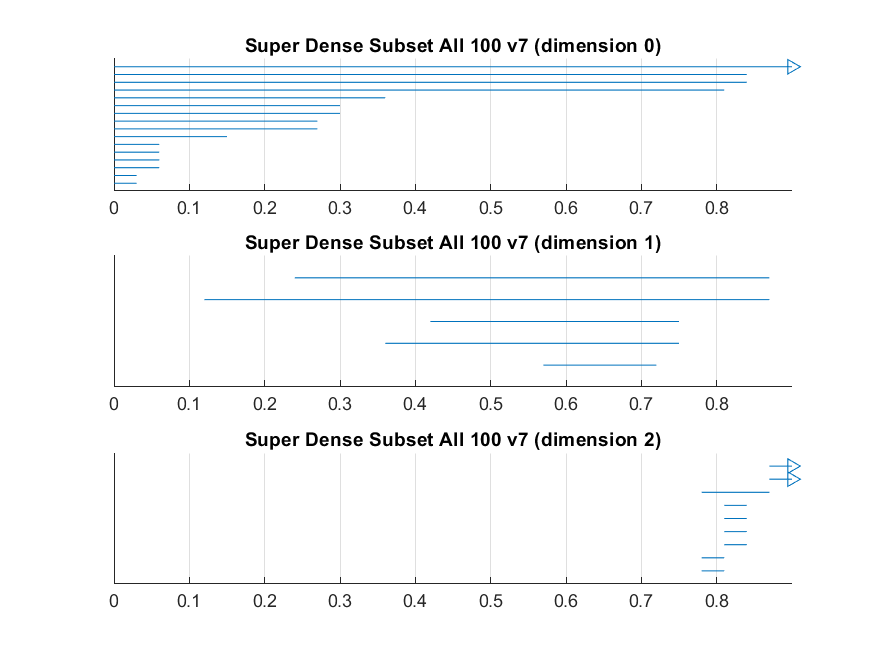 Super Dense Subset All 100 v7 (dimension 0)
0 0.1 0.2 0.3 0.4 0.5 0.6 0.7 0.8
Super Dense Subset All 100 v7 (dimension 1)
0 0.1 0.2 0.3 0.4 0.5 0.6 0.7 0.8
Super Dense Subset All 100 v7 (dimension 2)
0 0.1 0.2 0.3 0.4 0.5 0.6 0.7 0.8